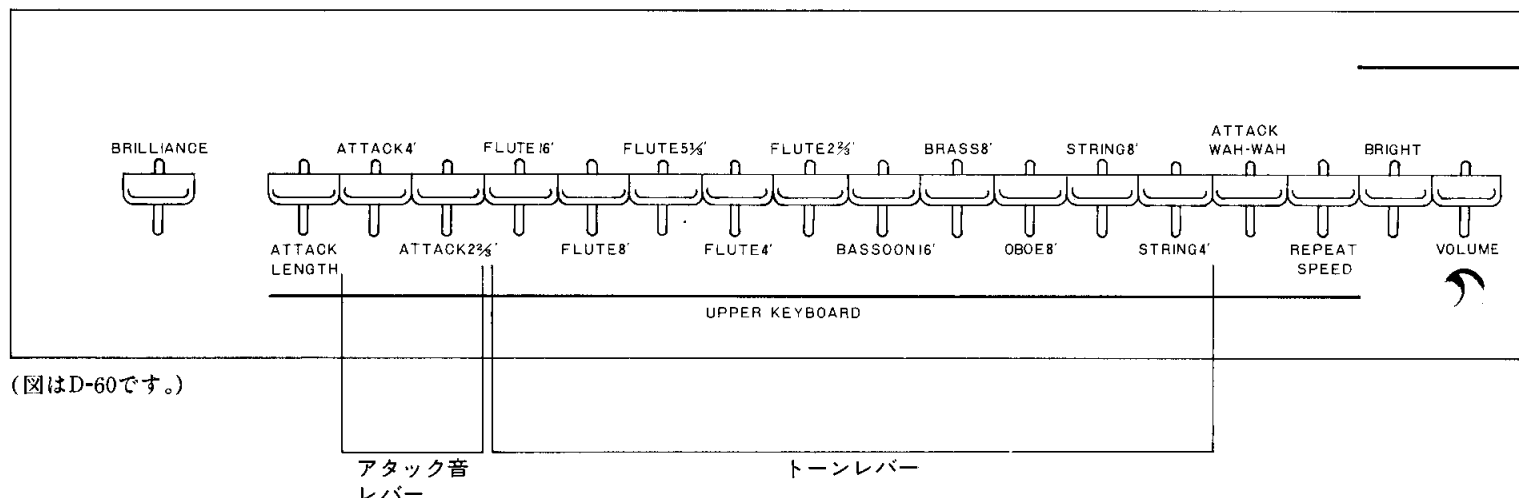 BRILLIANCE
ATTACK4′
FLUTE16′
FLUTE5⅓′
FLUTE2⅔′
BRASS8′
STRING8′
ATTACK
WAH-WAH
BRIGHT
ATTACK
LENGTH
ATTACK2⅔′
FLUTE8′
FLUTE4′
BASSOON16′
OBOE8′
STRING4′
REPEAT
SPEED
VOLUME
UPPER KEYBOARD
(図はD-60です。)
アタック音
レバー
トーンレバー